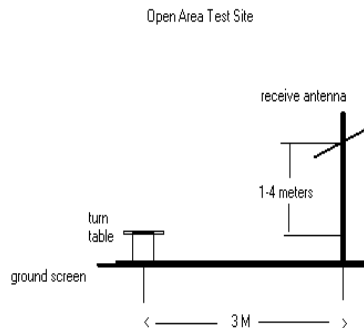 Open Area Test Site
receive antenna
1-4 meters
turn
table
ground screen
3 M